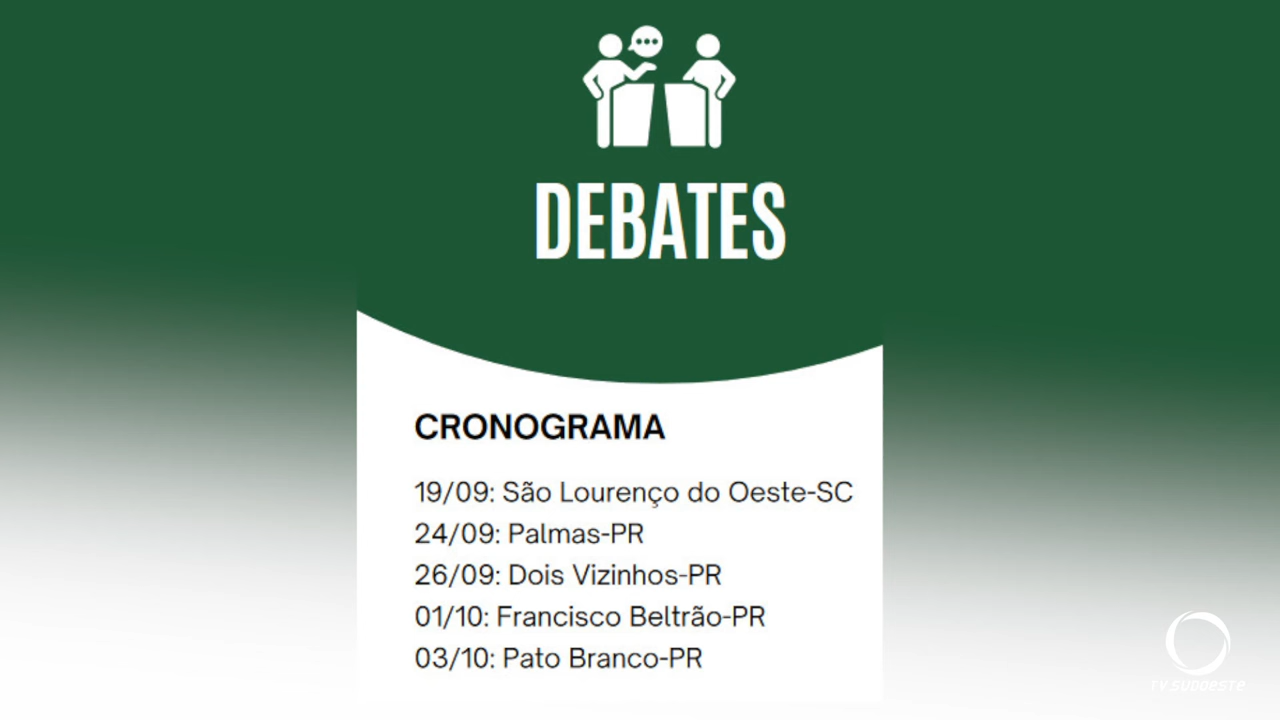 DEBATES
CRONOGRAMA
19/09: São Lourenço do Oeste-SC
24/09: Palmas-PR
26/09: Dois Vizinhos-PR
01/10: Francisco Beltrão-PR
03/10: Pato Branco-PR
TV SUDOESTE